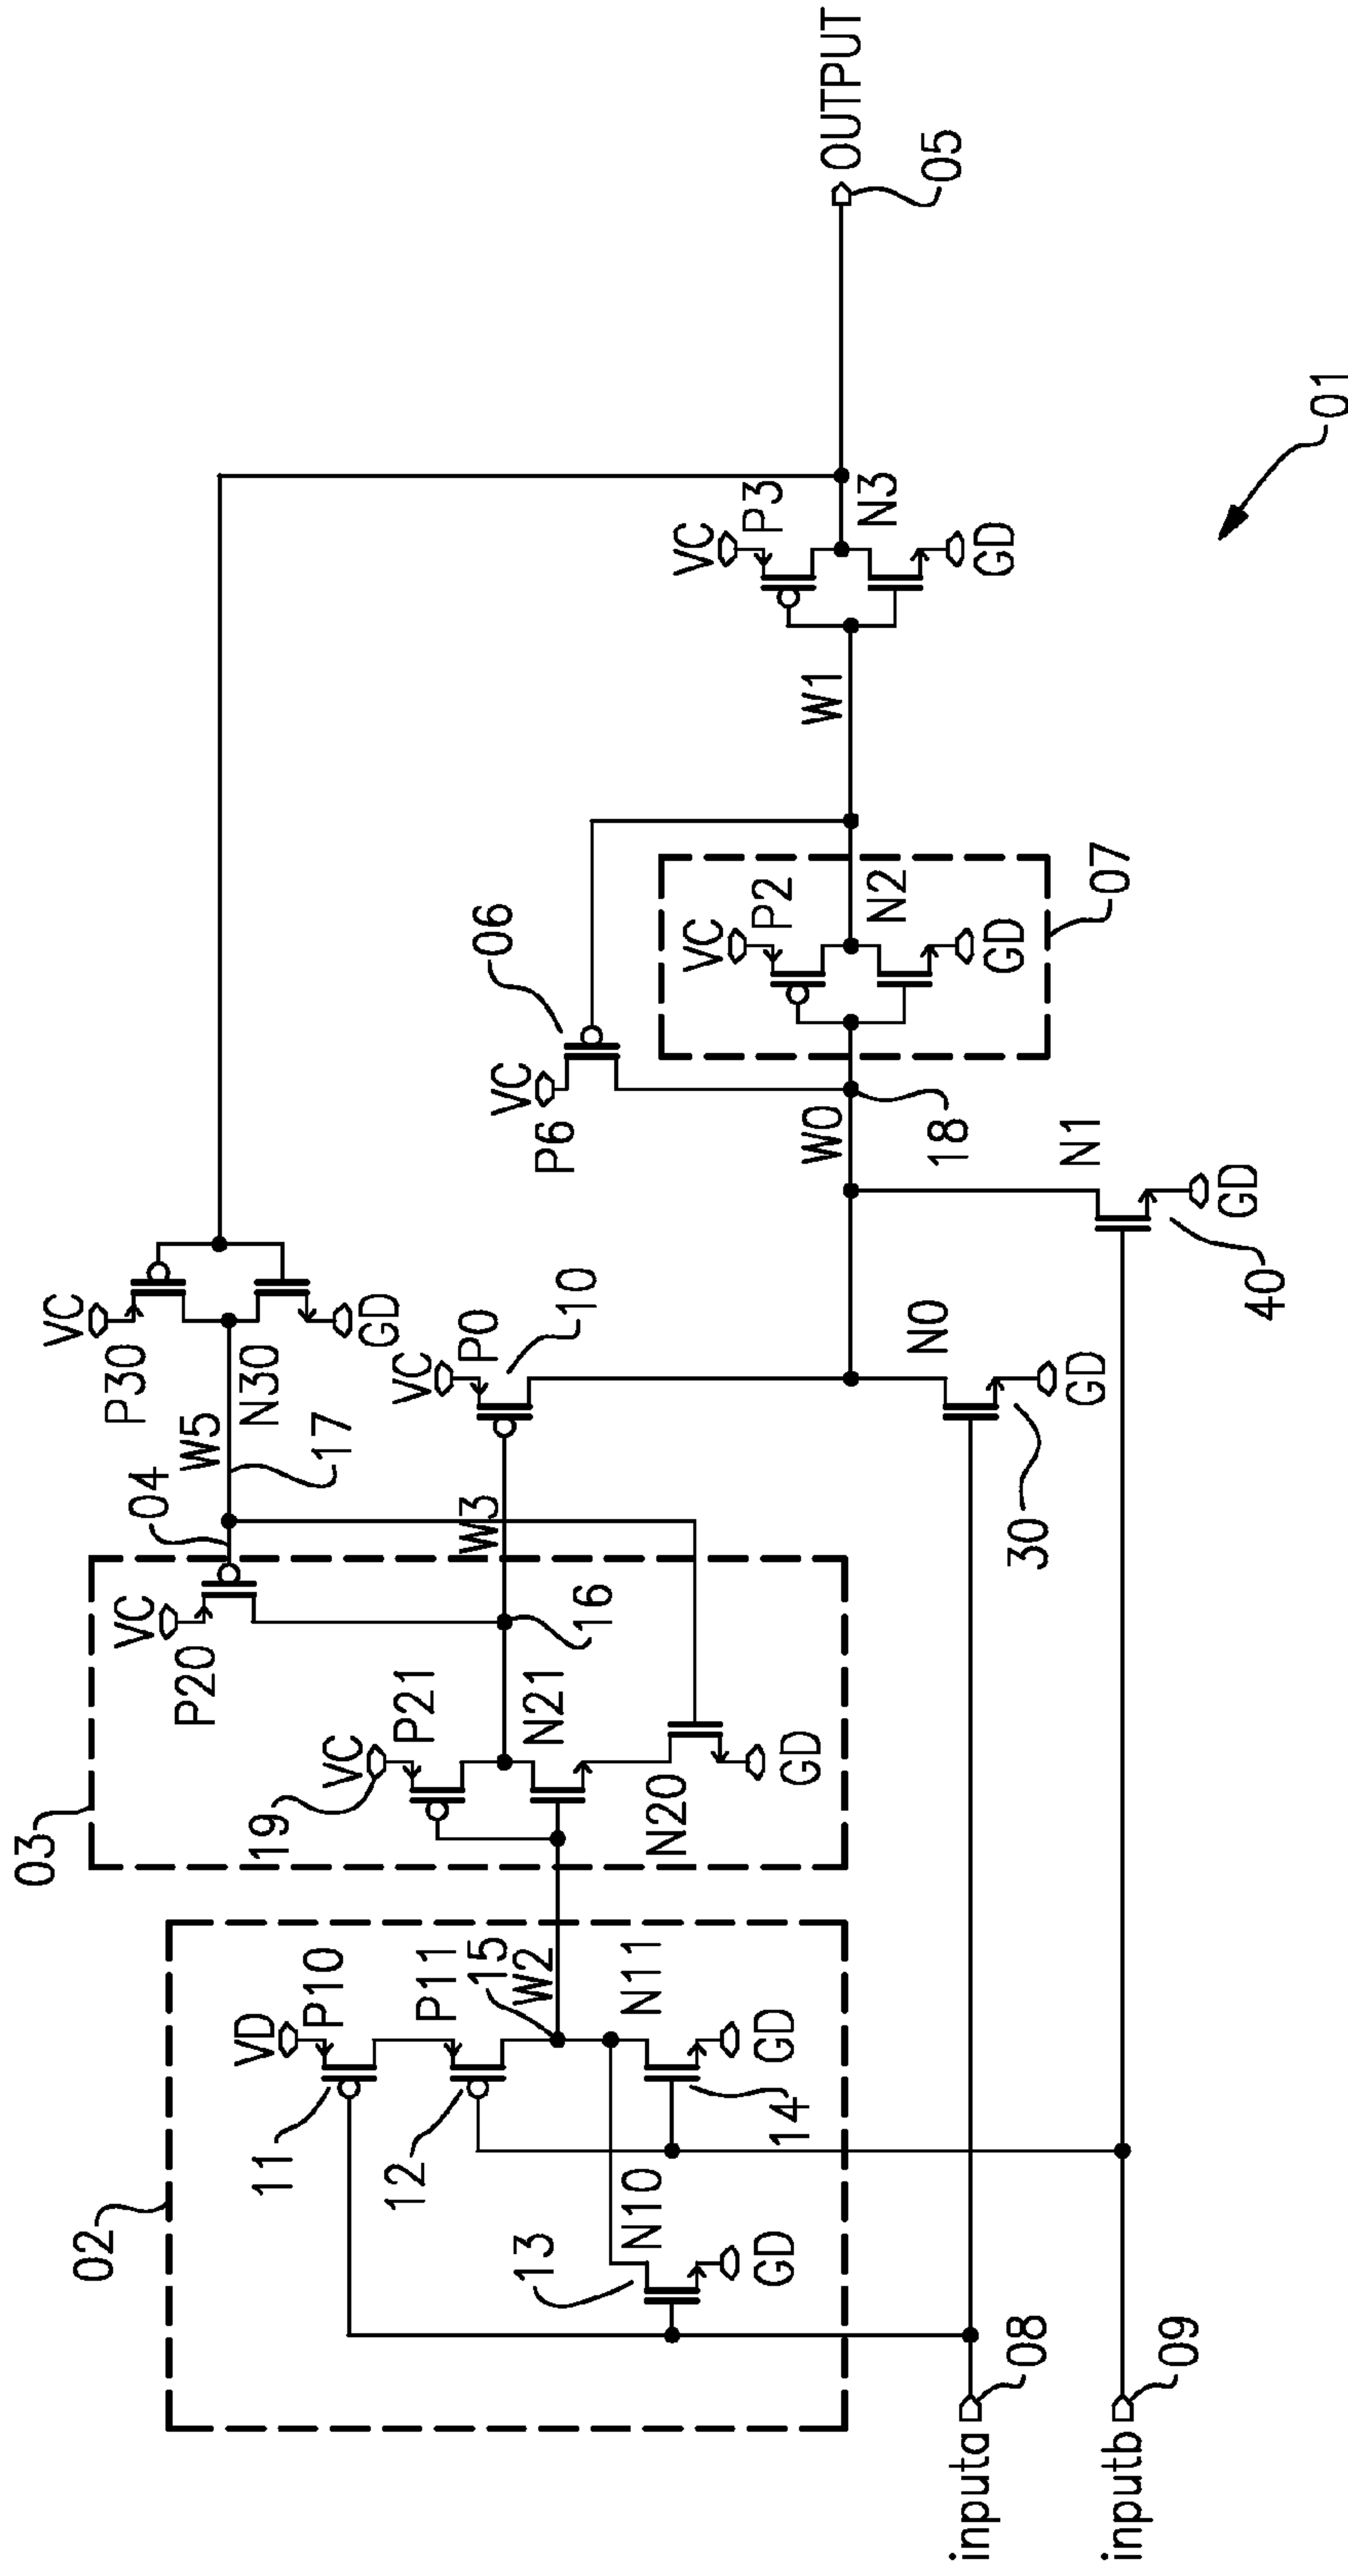 03
VC
P20
04
W5
17
VC
P30
N30
GD
19
VC
P21
N21
N20
GD
16
W3
VC
P0
10
02
VD
P10
11
P11
12
15
W2
N11
14
GD
N10
13
GD
06
VC
P6
W0
18
VC
P2
N2
GD
07
W1
VC
P3
N3
GD
OUTPUT
05
N0
30
GD
N1
40
GD
inputa
08
inputb
09
01